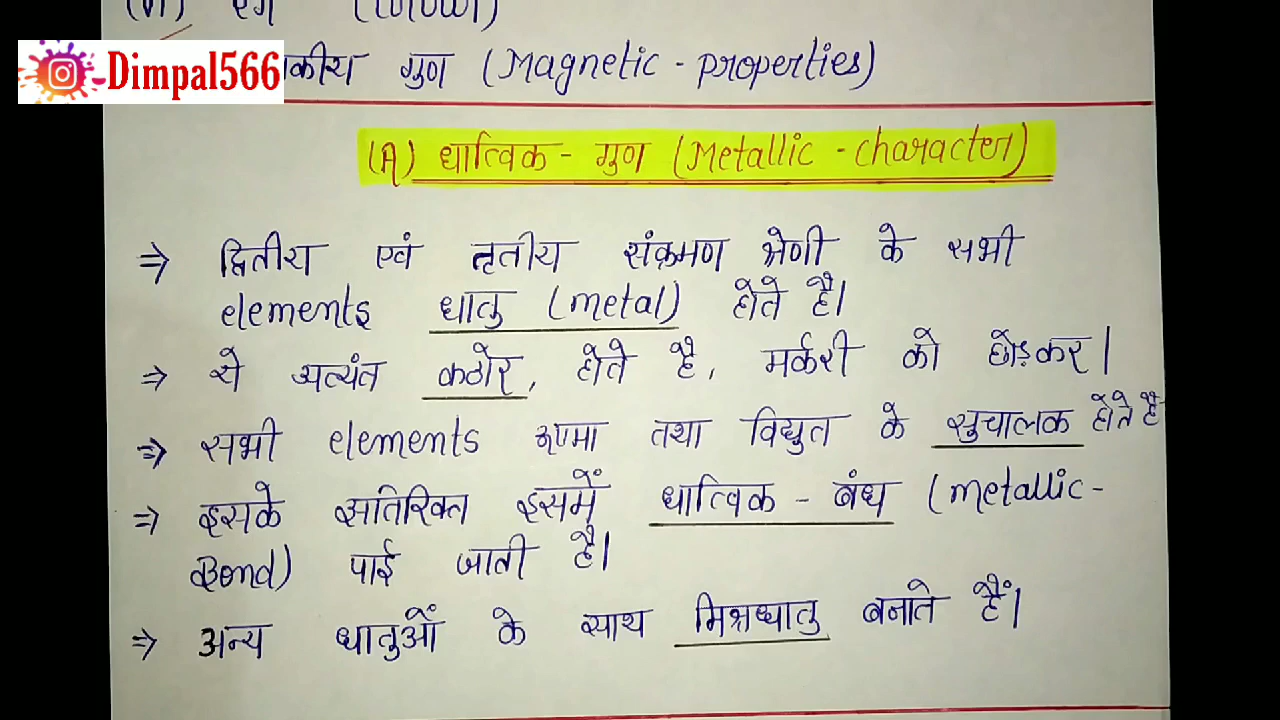 रंग
Dimpal566
कीय गुण (Magnetic-properties)
(A) धात्विक-गुण (Metallic-character)
⇒ द्वितीय एवं तृतीय संक्रमण श्रेणी के सभी
elements धातु (metal) होते है।
⇒ ये अत्यंत कठोर, होते है, मर्करी को छोड़कर।
⇒ सभी elements ऊष्मा तथा विद्युत के सुचालक होते है
⇒ इसके अतिरिक्त इसमें धात्विक-बंध (metallic-
Bond) पाई जाती है।
⇒ अन्य धातुओं के साथ मिश्रधातु बनाते हैं।